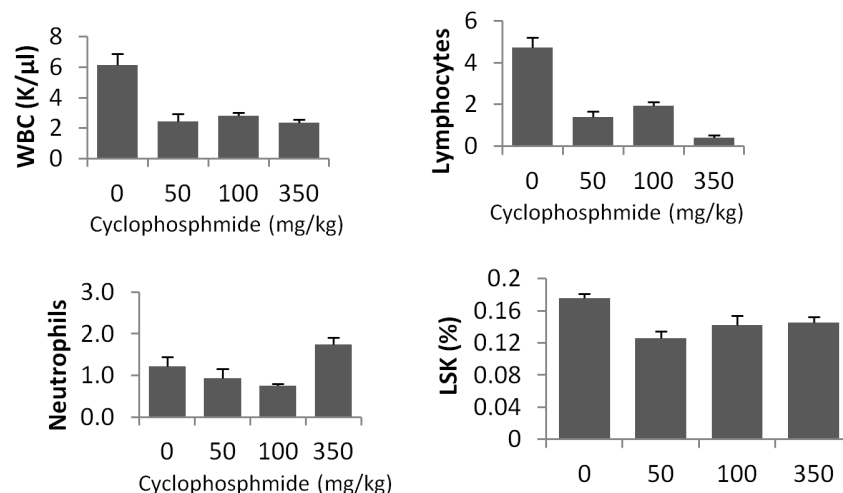 WBC (K/µl)
8
6
4
2
0
0 50 100 350
Cyclophosphmide (mg/kg)
Lymphocytes
6
4
2
0
0 50 100 350
Cyclophosphmide (mg/kg)
Neutrophils
3.0
2.0
1.0
0.0
0 50 100 350
Cyclophosphmide (mg/kg)
LSK (%)
0.2
0.16
0.12
0.08
0.04
0
0 50 100 350